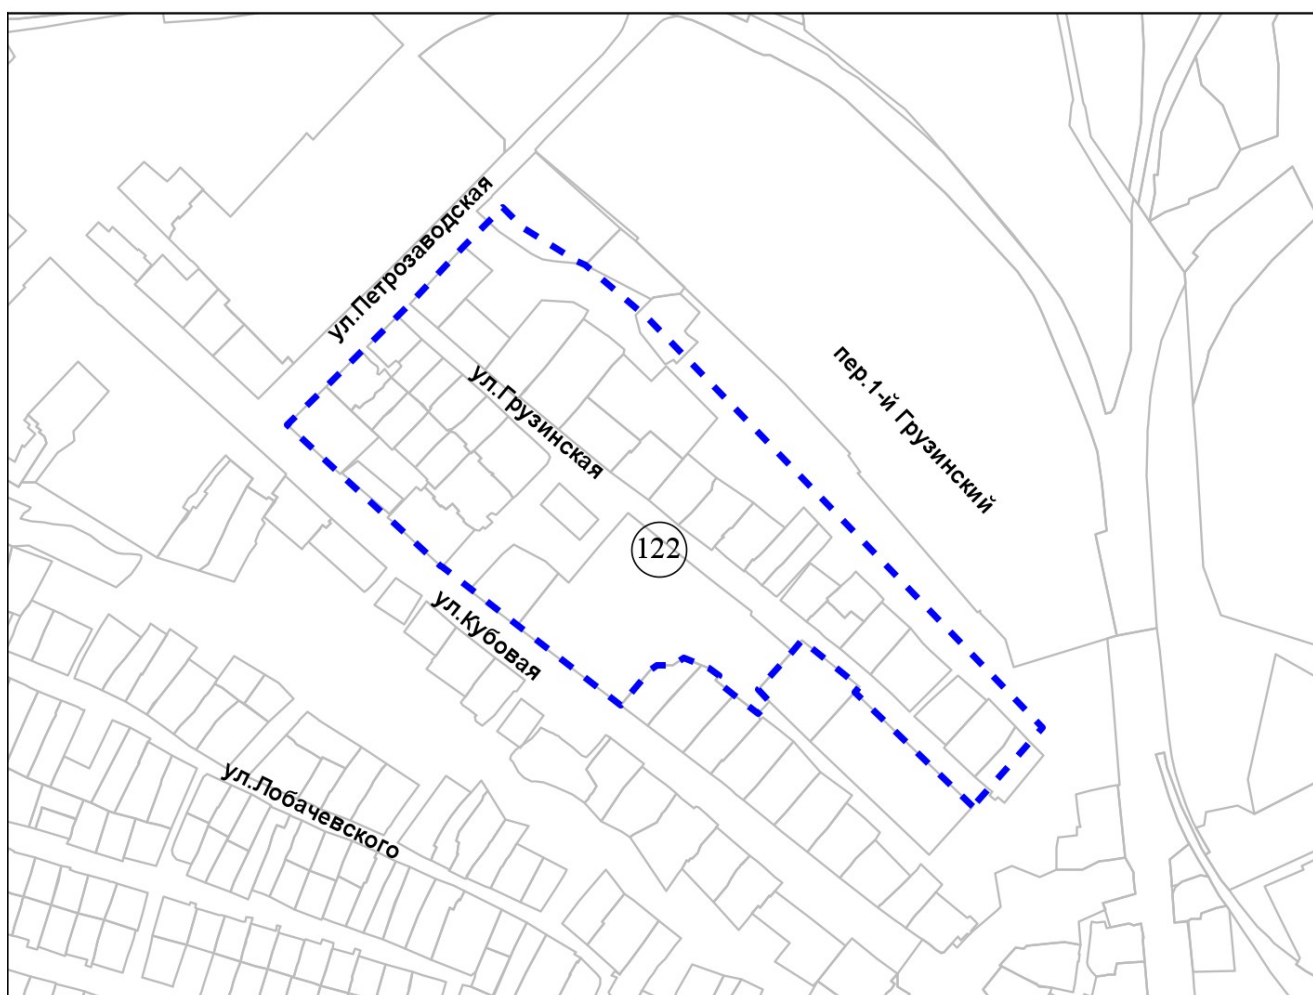 ул.Петрозаводская
пер.1-й Грузинский
ул.Грузинская
122
ул.Кубовая
ул.Лобачевского